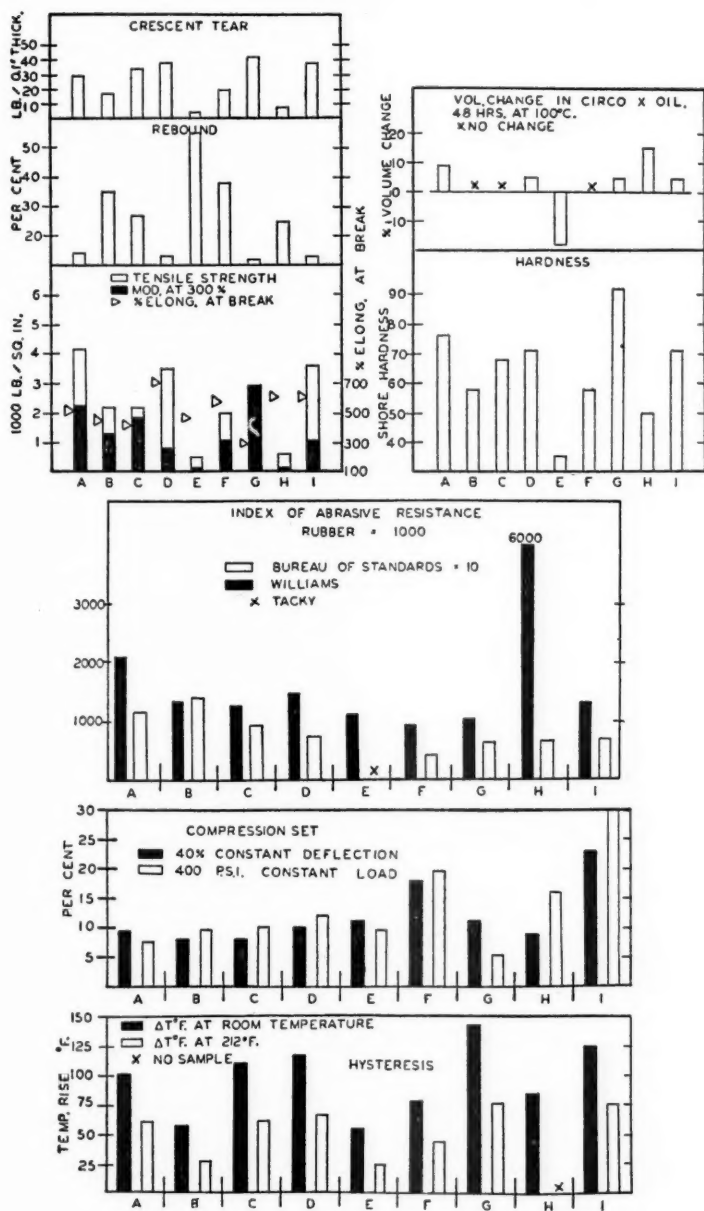 CRESCENT TEAR
LB./0.1" THICK.
50
40
30
20
10
REBOUND
PER CENT
50
40
30
20
10
TENSILE STRENGTH
MOD. AT 300 %
% ELONG. AT BREAK
1000 LB./SQ. IN.
6
5
4
3
2
1
% ELONG. AT BREAK
700
500
300
100
A B C D E F G H I
VOL. CHANGE IN CIRCO X OIL,
48 HRS. AT 100°C.
X NO CHANGE
% VOLUME CHANGE
20
10
0
10
X X X
HARDNESS
SHORE HARDNESS
90
80
70
60
50
40
A B C D E F G H I
INDEX OF ABRASIVE RESISTANCE
RUBBER = 1000
6000
BUREAU OF STANDARDS ÷ 10
WILLIAMS
X TACKY
3000
2000
1000
X
A B C D E F G H I
COMPRESSION SET
40% CONSTANT DEFLECTION
400 P.S.I. CONSTANT LOAD
PER CENT
30
25
20
15
10
5
A B C D E F G H I
ΔT°F. AT ROOM TEMPERATURE
ΔT°F. AT 212°F.
X NO SAMPLE
HYSTERESIS
TEMP. RISE °F.
150
125
100
75
50
25
X
A B C D E F G H I